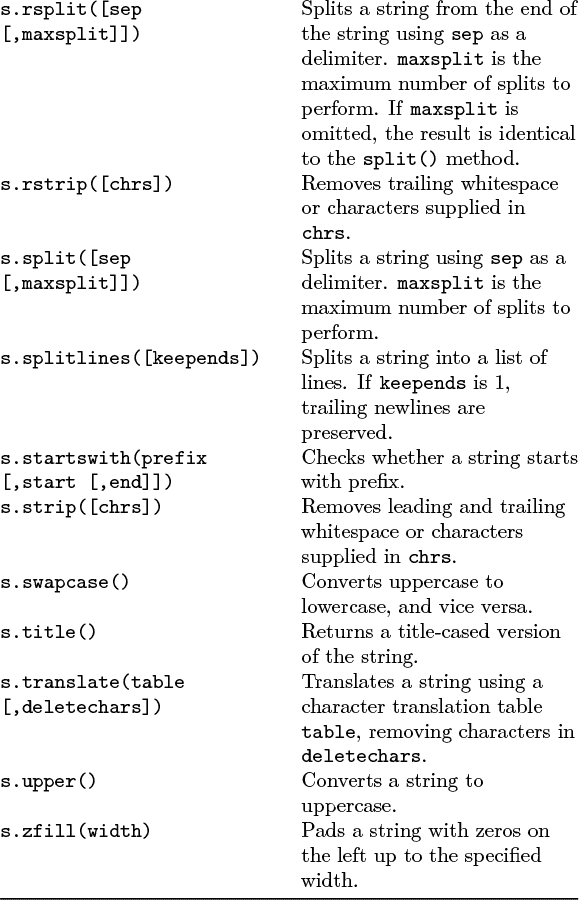 s.rsplit([sep
[,maxsplit]])
Splits a string from the end of
the string using sep as a
delimiter. maxsplit is the
maximum number of splits to
perform. If maxsplit is
omitted, the result is identical
to the split() method.
s.rstrip([chrs])
Removes trailing whitespace
or characters supplied in
chrs.
s.split([sep
[,maxsplit]])
Splits a string using sep as a
delimiter. maxsplit is the
maximum number of splits to
perform.
s.splitlines([keepends])
Splits a string into a list of
lines. If keepends is 1,
trailing newlines are
preserved.
s.startswith(prefix
[,start [,end]])
Checks whether a string starts
with prefix.
s.strip([chrs])
Removes leading and trailing
whitespace or characters
supplied in chrs.
s.swapcase()
Converts uppercase to
lowercase, and vice versa.
s.title()
Returns a title-cased version
of the string.
s.translate(table
[,deletechars])
Translates a string using a
character translation table
table, removing characters in
deletechars.
s.upper()
Converts a string to
uppercase.
s.zfill(width)
Pads a string with zeros on
the left up to the specified
width.